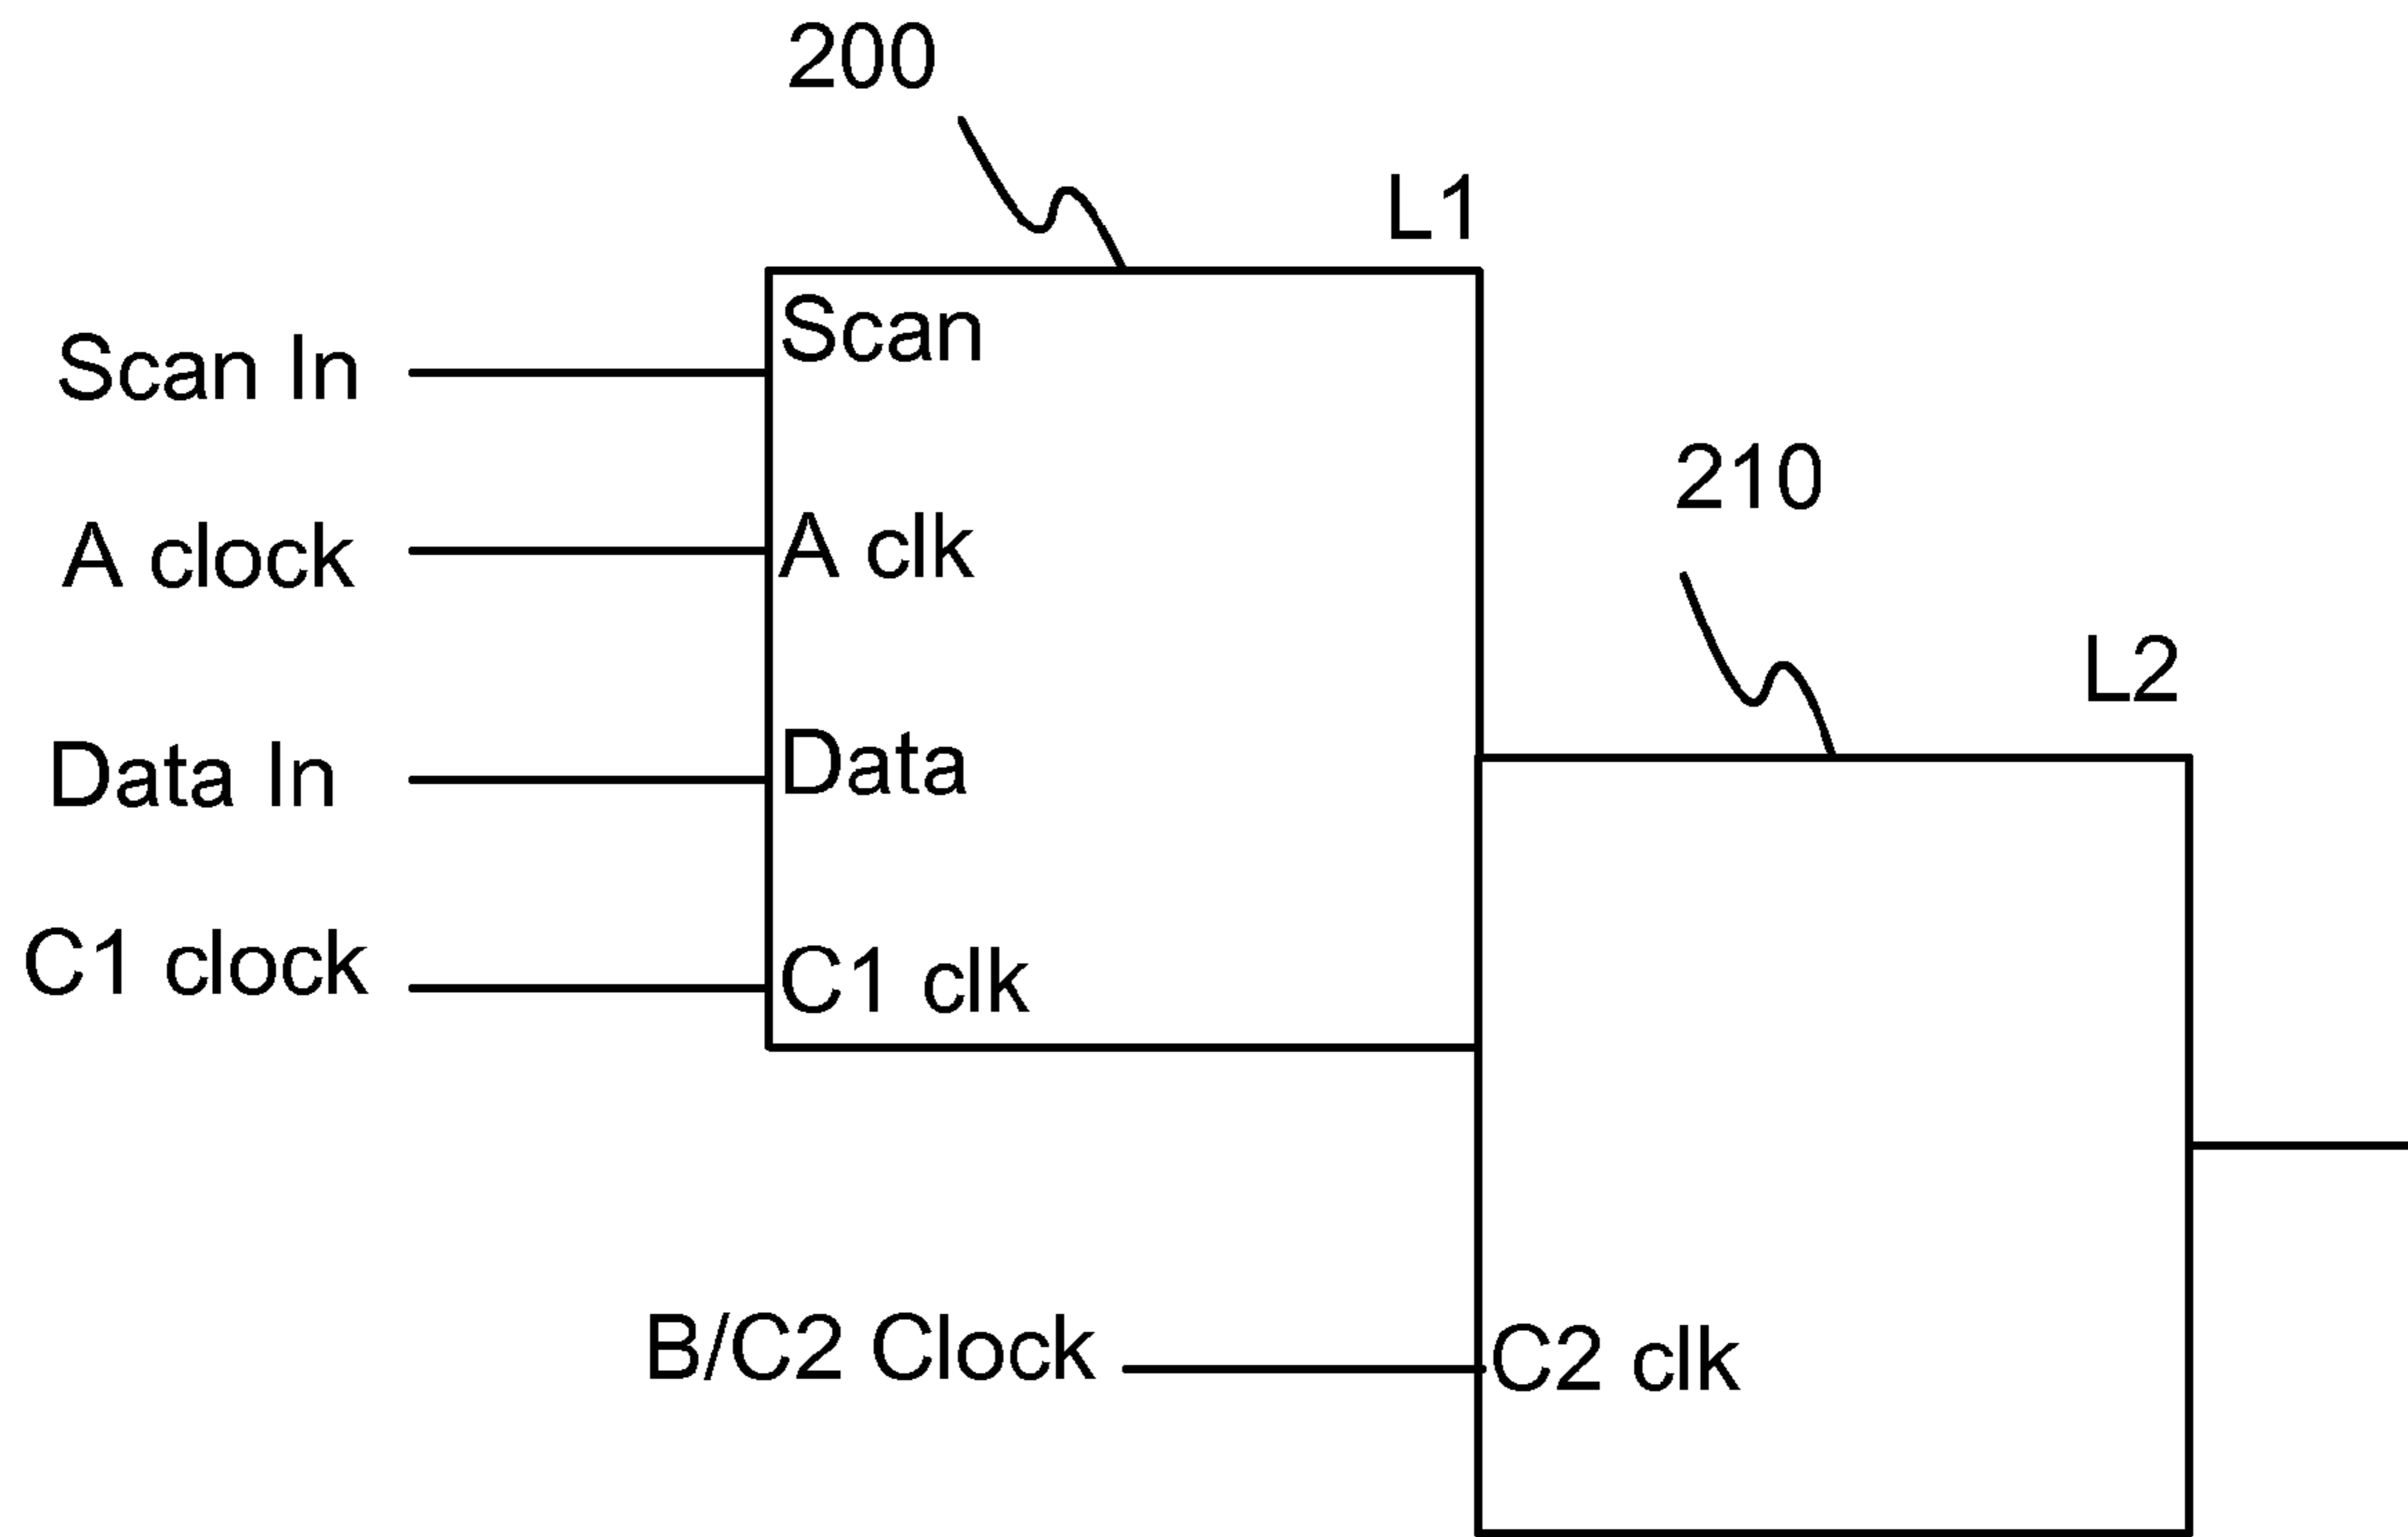 200
L1
Scan In
Scan
A clock
A clk
210
L2
Data In
Data
C1 clock
C1 clk
B/C2 Clock
C2 clk